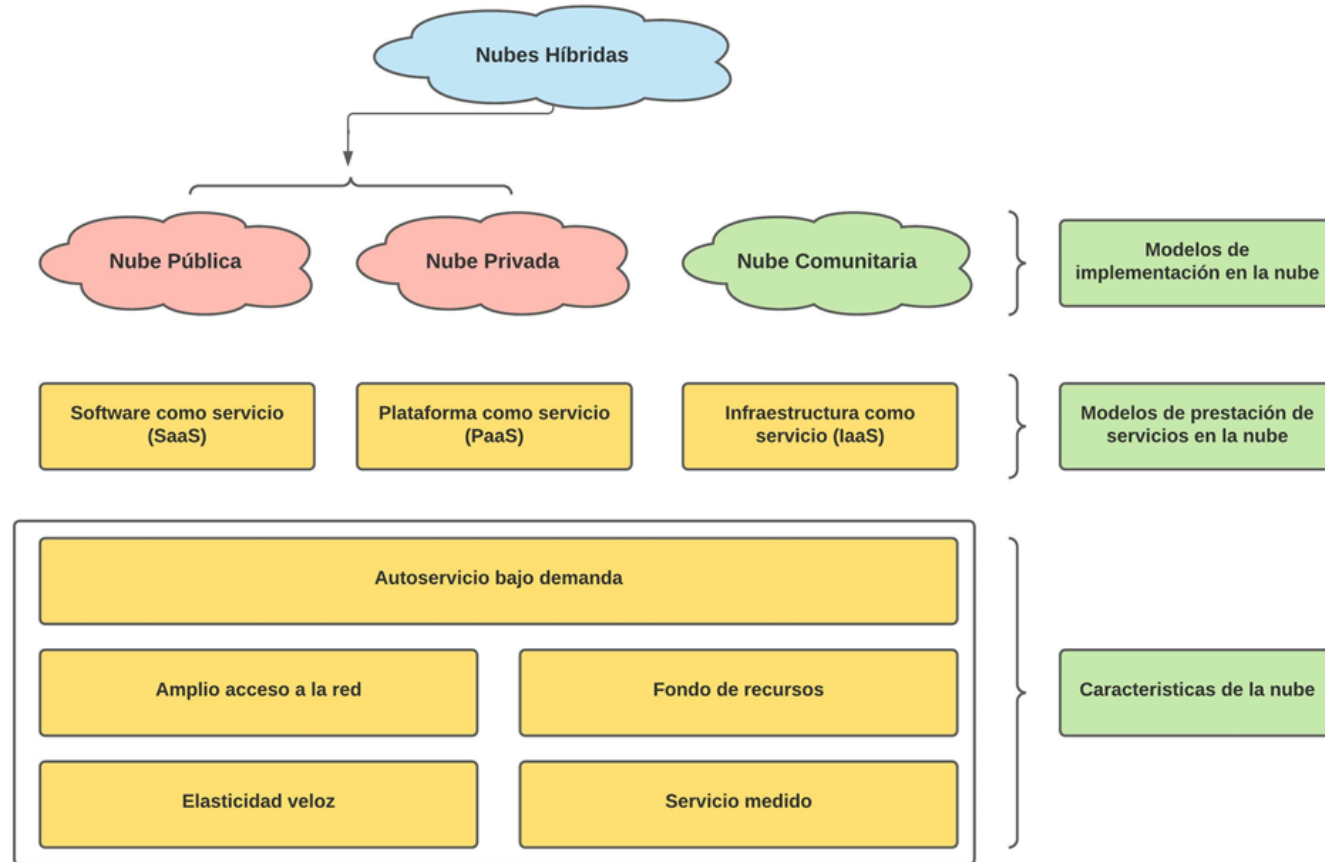 Nubes Híbridas
Nube Pública
Nube Privada
Nube Comunitaria
Modelos de
implementación en la nube
Software como servicio
(SaaS)
Plataforma como servicio
(PaaS)
Infraestructura como
servicio (IaaS)
Modelos de prestación de
servicios en la nube
Autoservicio bajo demanda
Amplio acceso a la red
Fondo de recursos
Caracteristicas de la nube
Elasticidad veloz
Servicio medido